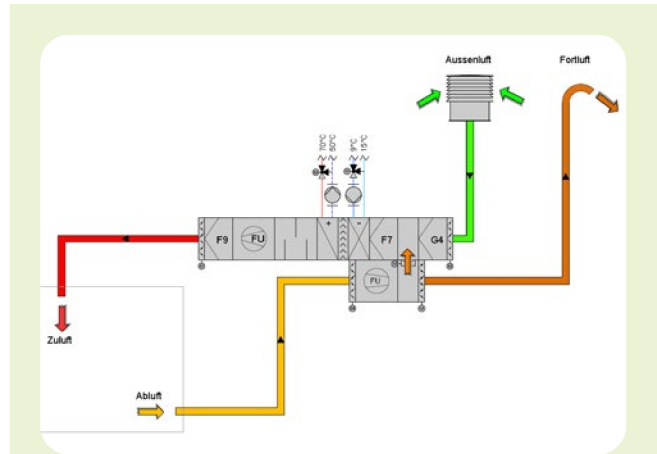 Aussenluft
Fortluft
70°C
50°C
9°C
15°C
+
-
F9
FU
F7
G4
FU
Zuluft
Abluft